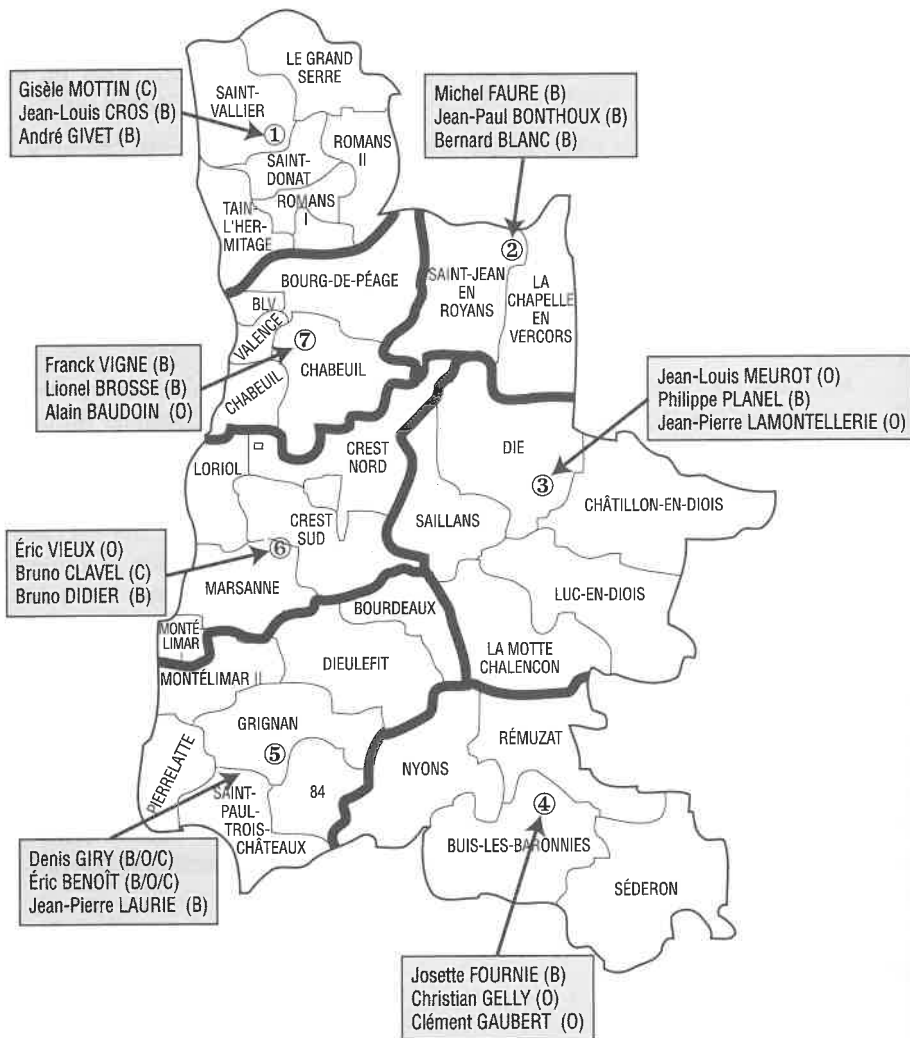 LE GRAND
SERRE
Gisèle MOTTIN (C)
Jean-Louis CROS (B)
André GIVET (B)
SAINT-
VALLIER
①
Michel FAURE (B)
Jean-Paul BONTHOUX (B)
Bernard BLANC (B)
ROMANS
II
SAINT-
DONAT
ROMANS
I
TAIN-
L'HER-
MITAGE
②
SAINT-JEAN
EN
ROYANS
LA
CHAPELLE
EN
VERCORS
BOURG-DE-PÉAGE
BLV
VALENCE
⑦
CHABEUIL
CHABEUIL
Franck VIGNE (B)
Lionel BROSSE (B)
Alain BAUDOIN (O)
Jean-Louis MEUROT (O)
Philippe PLANEL (B)
Jean-Pierre LAMONTELLERIE (O)
CREST
NORD
LORIOL
DIE
③
CHÂTILLON-EN-DIOIS
SAILLANS
CREST
SUD
⑥
Éric VIEUX (O)
Bruno CLAVEL (C)
Bruno DIDIER (B)
MARSANNE
LUC-EN-DIOIS
BOURDEAUX
MONTÉ
LIMAR
LA MOTTE
CHALENCON
DIEULEFIT
MONTÉLIMAR II
GRIGNAN
⑤
RÉMUZAT
PIERRELATTE
NYONS
84
SAINT-
PAUL-
TROIS-
CHÂTEAUX
④
BUIS-LES-BARONNIES
SÉDERON
Denis GIRY (B/O/C)
Éric BENOÎT (B/O/C)
Jean-Pierre LAURIE (B)
Josette FOURNIE (B)
Christian GELLY (O)
Clément GAUBERT (O)